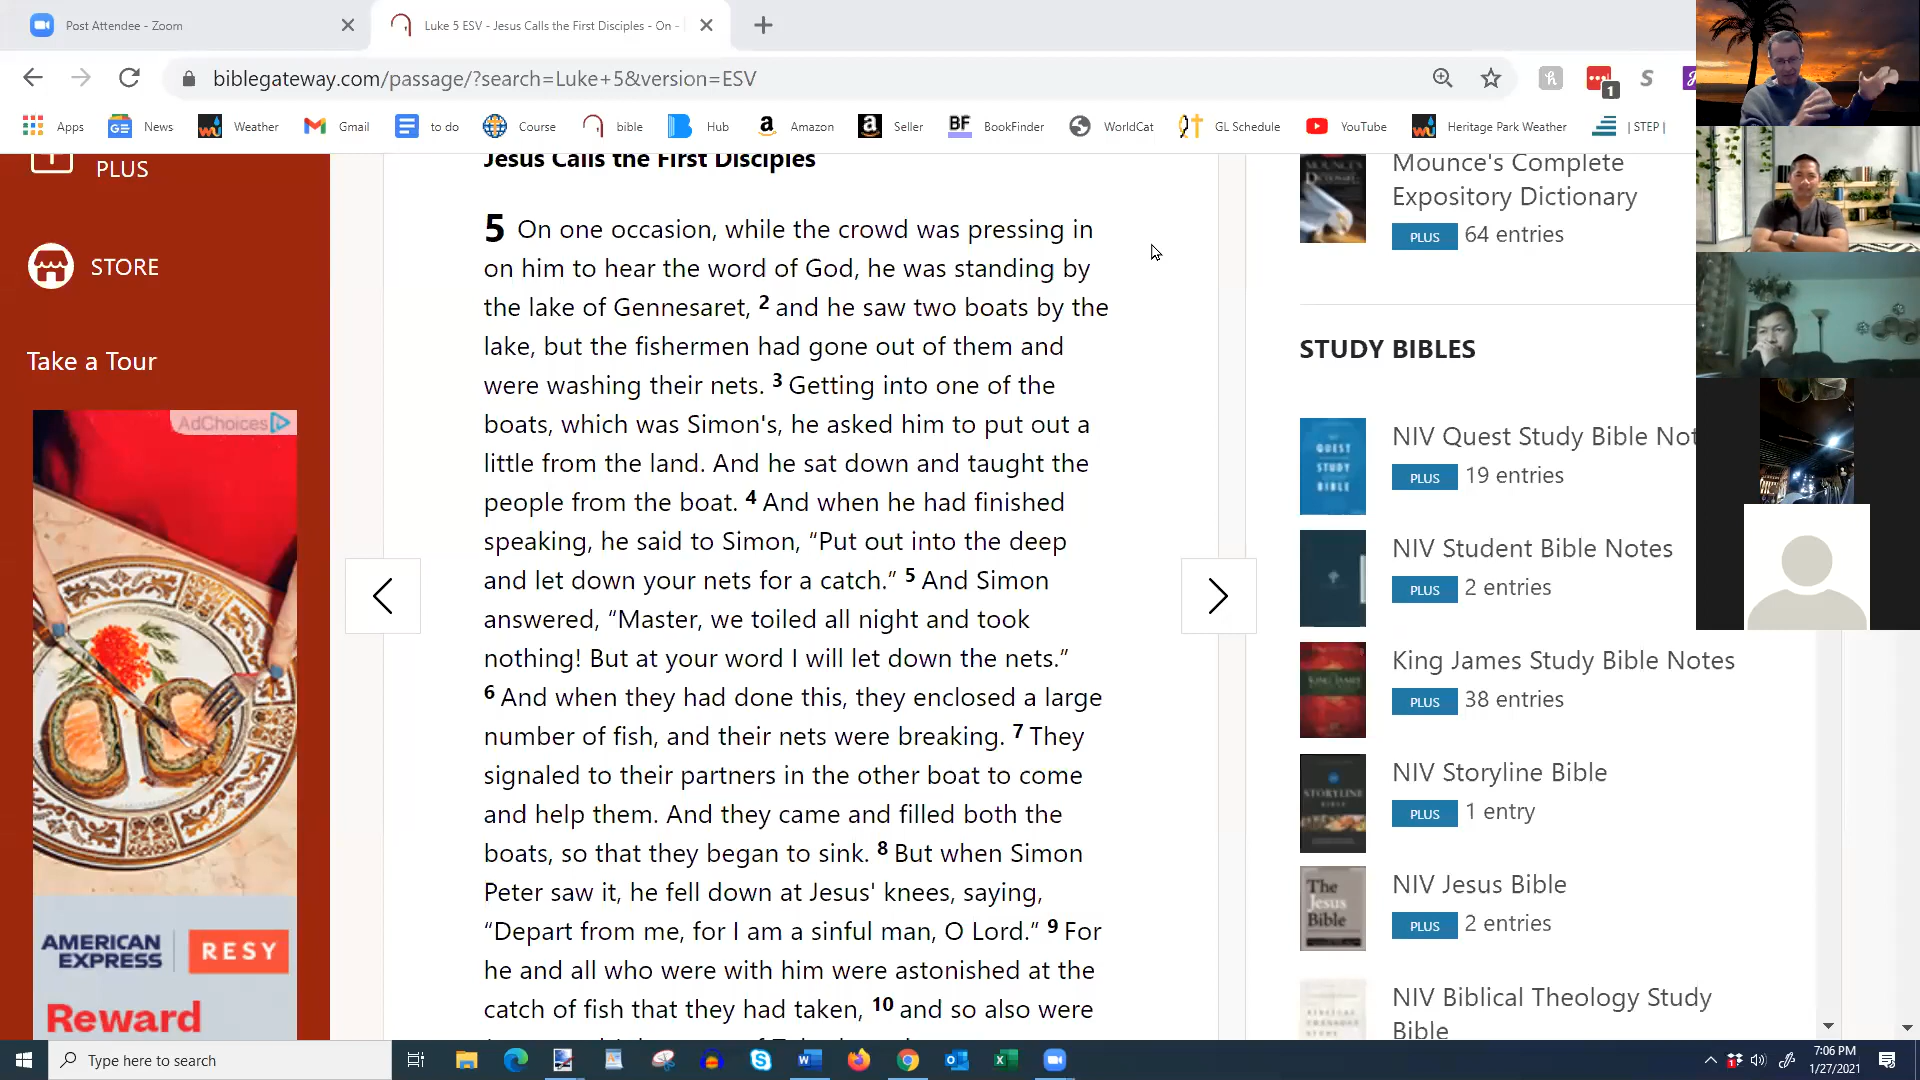 Post Attendee - Zoom
Luke 5 ESV - Jesus Calls the First Disciples - On -
biblegateway.com/passage/?search=Luke+5&version=ESV
1
Apps
News
Weather
Gmail
to do
Course
bible
Hub
Amazon
Seller
BF BookFinder
WorldCat
GL Schedule
YouTube
Heritage Park Weather
| STEP |
PLUS
STORE
Take a Tour
AdChoices
AMERICAN
EXPRESS
RESY
Reward
Jesus Calls the First Disciples
5 On one occasion, while the crowd was pressing in
on him to hear the word of God, he was standing by
the lake of Gennesaret, 2 and he saw two boats by the
lake, but the fishermen had gone out of them and
were washing their nets. 3 Getting into one of the
boats, which was Simon's, he asked him to put out a
little from the land. And he sat down and taught the
people from the boat. 4 And when he had finished
speaking, he said to Simon, “Put out into the deep
and let down your nets for a catch.” 5 And Simon
answered, “Master, we toiled all night and took
nothing! But at your word I will let down the nets.”
6 And when they had done this, they enclosed a large
number of fish, and their nets were breaking. 7 They
signaled to their partners in the other boat to come
and help them. And they came and filled both the
boats, so that they began to sink. 8 But when Simon
Peter saw it, he fell down at Jesus' knees, saying,
“Depart from me, for I am a sinful man, O Lord.” 9 For
he and all who were with him were astonished at the
catch of fish that they had taken, 10 and so also were
Mounce's Complete
Expository Dictionary
PLUS 64 entries
STUDY BIBLES
QUEST
STUDY
BIBLE
NIV Quest Study Bible Not
PLUS 19 entries
NIV Student Bible Notes
PLUS 2 entries
King James Study Bible Notes
PLUS 38 entries
STORYLINE
NIV Storyline Bible
PLUS 1 entry
The
Jesus
Bible
NIV Jesus Bible
PLUS 2 entries
NIV Biblical Theology Study
Bible
Type here to search
7:06 PM
1/27/2021